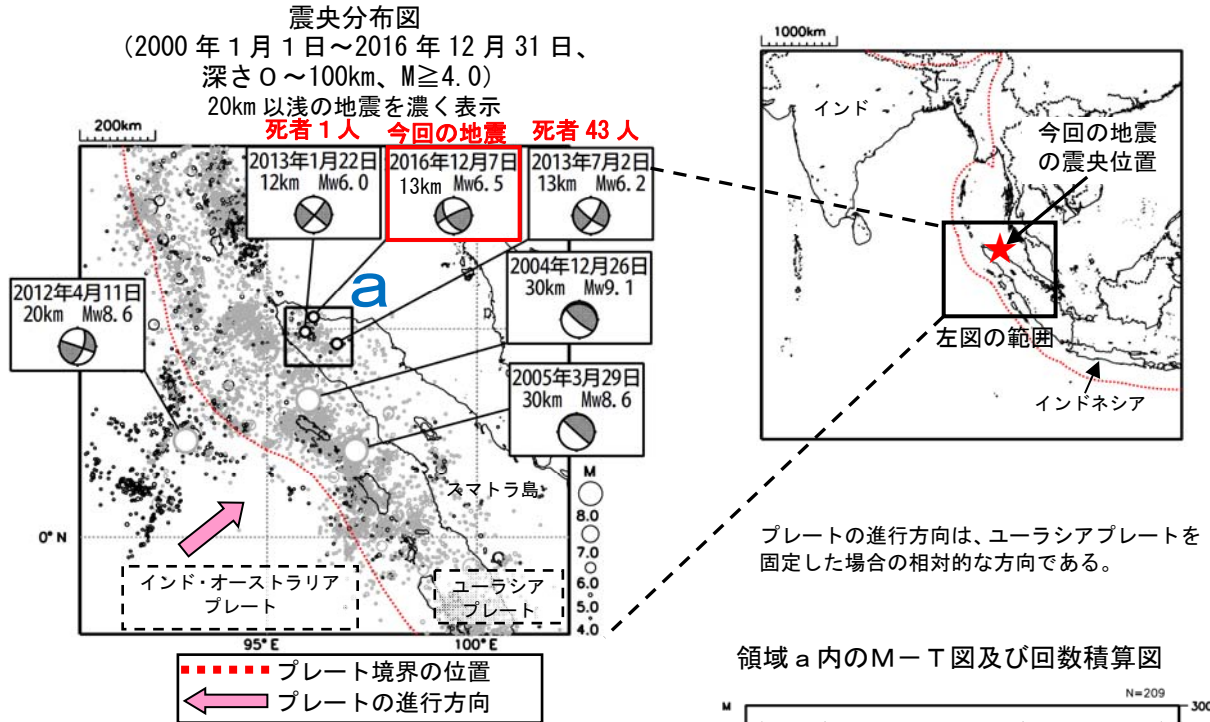 震央分布図
(2000 年 1 月 1 日～2016 年 12 月 31 日、
深さ０～100km、M≧4.0)
20km 以浅の地震を濃く表示
200km
死者 1 人
今回の地震
死者 43 人
2013年1月22日
12km Mw6.0
2016年12月7日
13km Mw6.5
2013年7月2日
13km Mw6.2
a
2004年12月26日
30km Mw9.1
2012年4月11日
20km Mw8.6
2005年3月29日
30km Mw8.6
スマトラ島
M
8.0
7.0
6.0
5.0
4.0
0°N
インド・オーストラリア
プレート
ユーラシア
プレート
95°E
100°E
プレート境界の位置
プレートの進行方向
1000km
インド
今回の地震
の震央位置
左図の範囲
インドネシア
プレートの進行方向は、ユーラシアプレートを
固定した場合の相対的な方向である。
領域 a 内のＭ－Ｔ図及び回数積算図
N=209
M
300